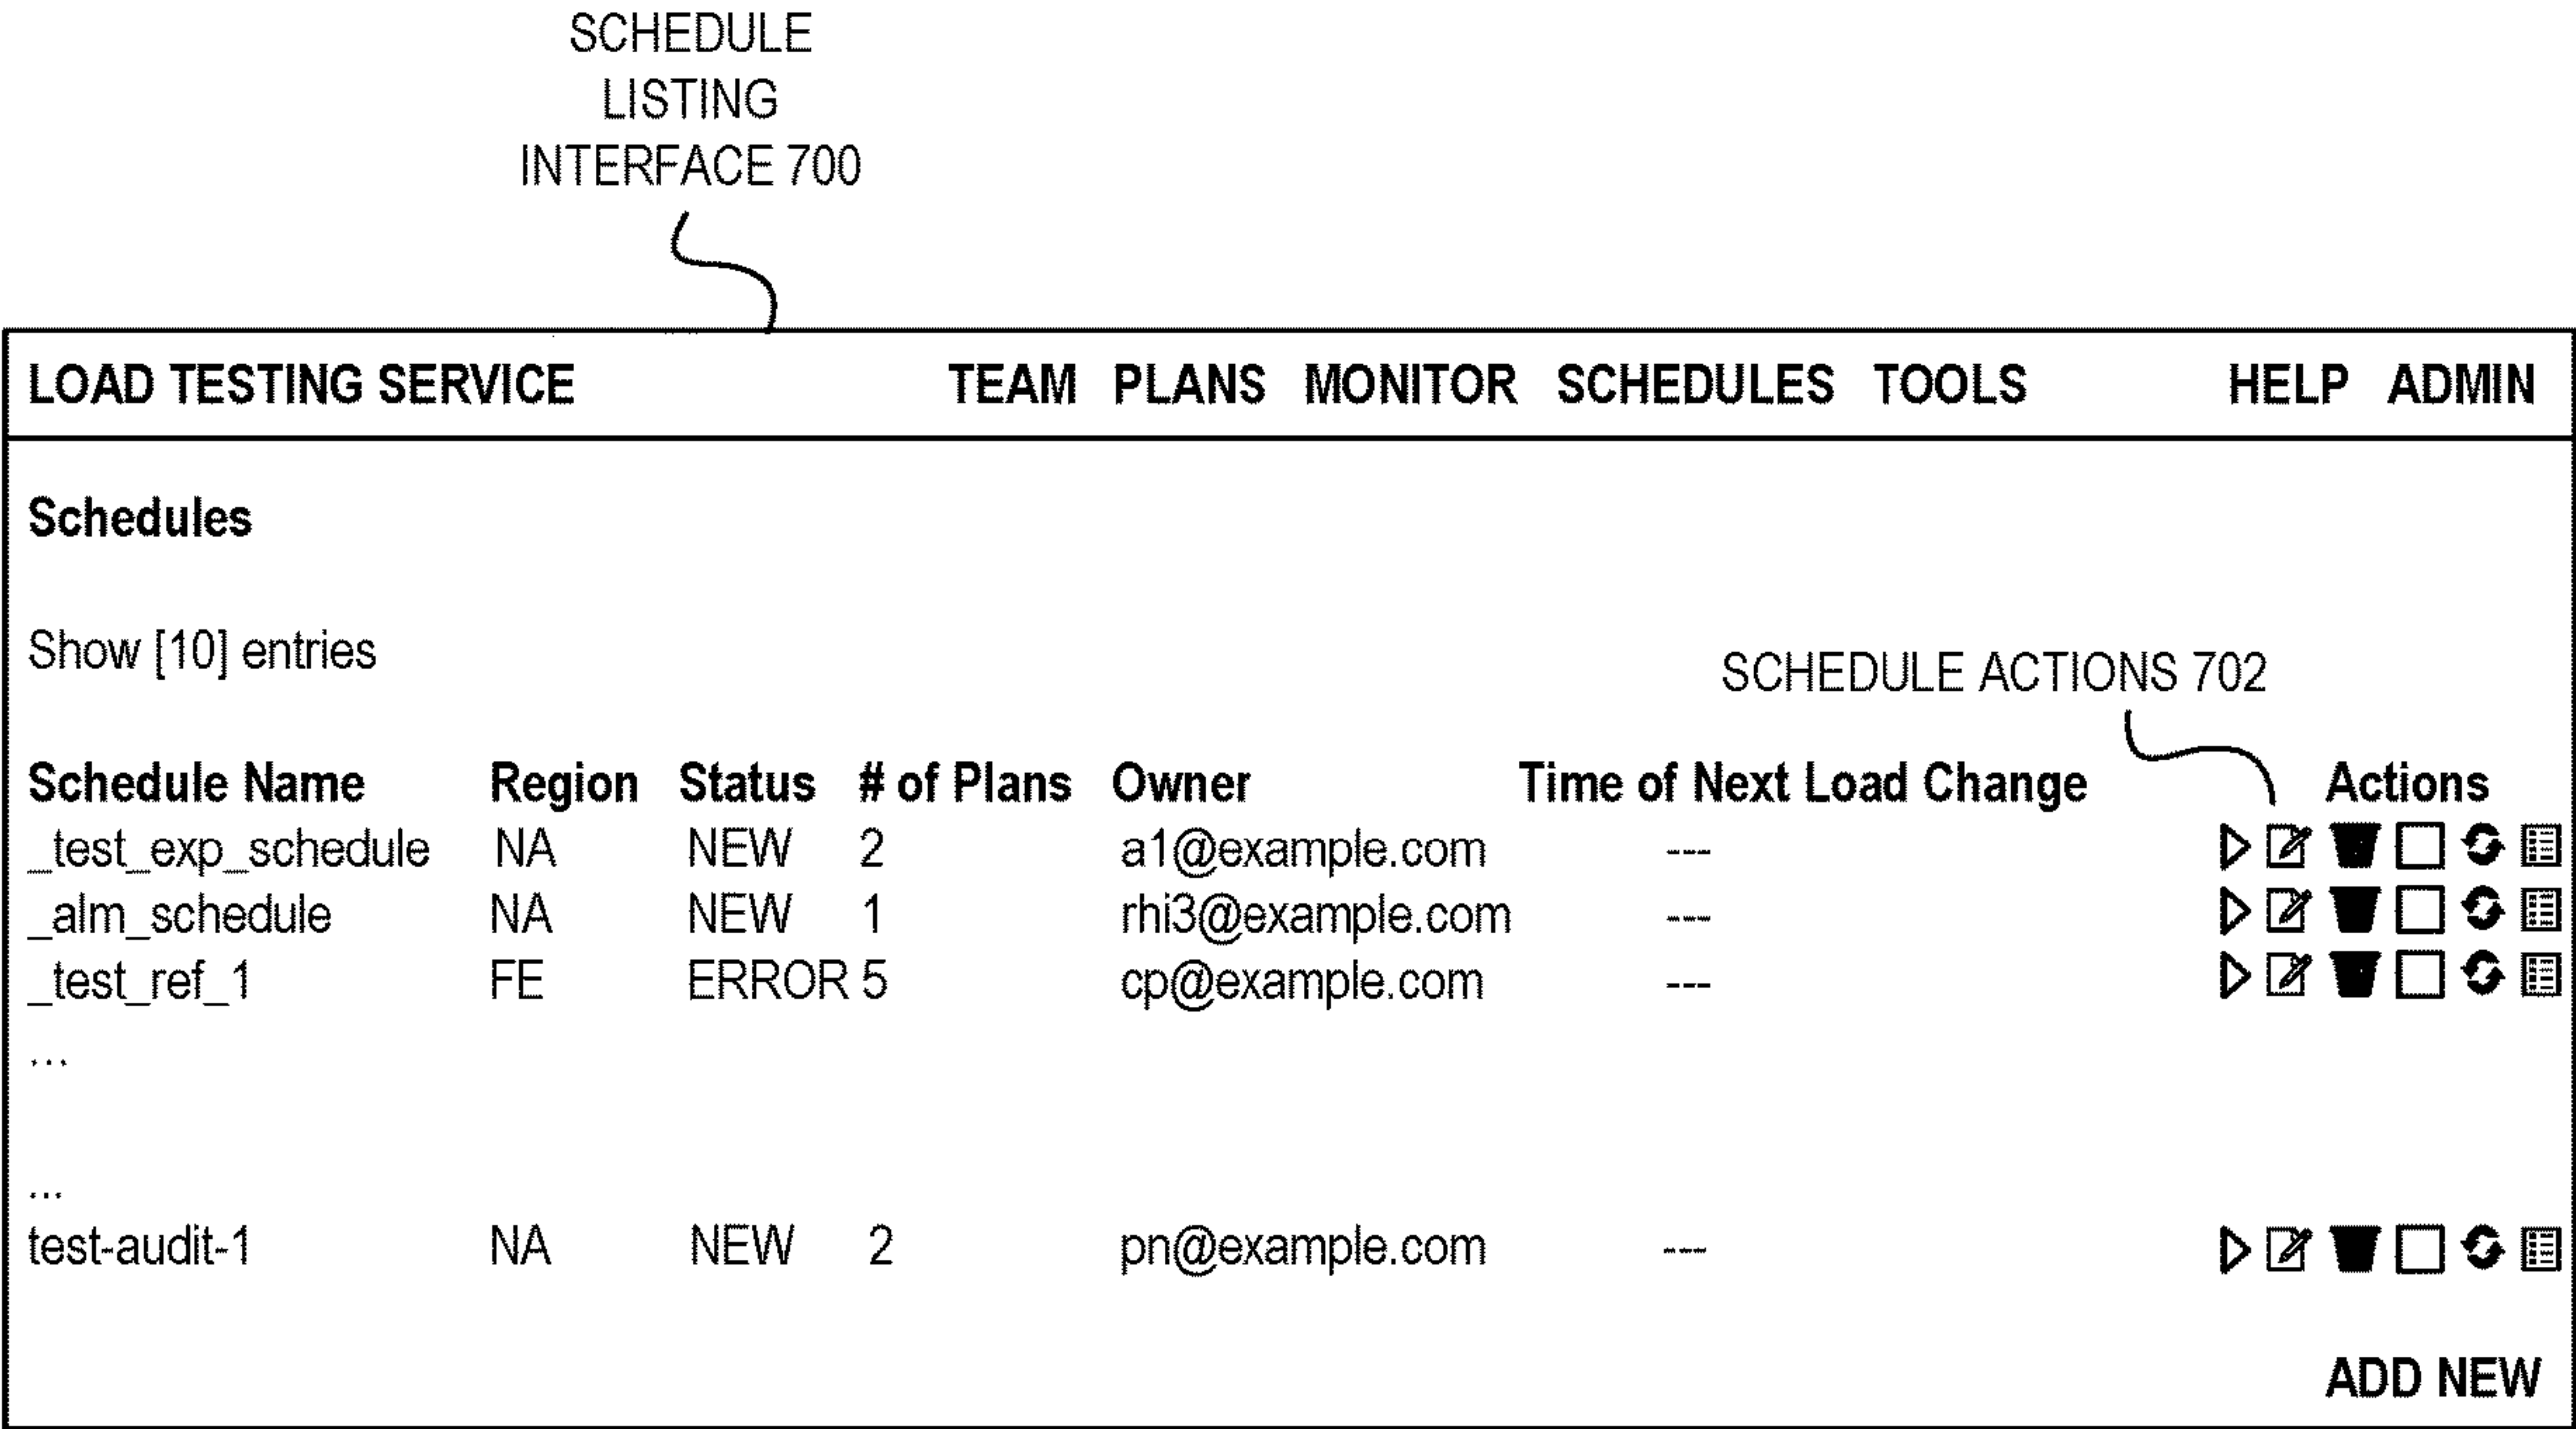 SCHEDULE
LISTING
INTERFACE 700
LOAD TESTING SERVICE TEAM PLANS MONITOR SCHEDULES TOOLS HELP ADMIN
Schedules
Show [10] entries
SCHEDULE ACTIONS 702
Schedule Name Region Status # of Plans Owner Time of Next Load Change Actions
_test_exp_schedule NA NEW 2 a1@example.com ---
_alm_schedule NA NEW 1 rhi3@example.com ---
_test_ref_1 FE ERROR 5 cp@example.com ---
...
...
test-audit-1 NA NEW 2 pn@example.com ---
ADD NEW